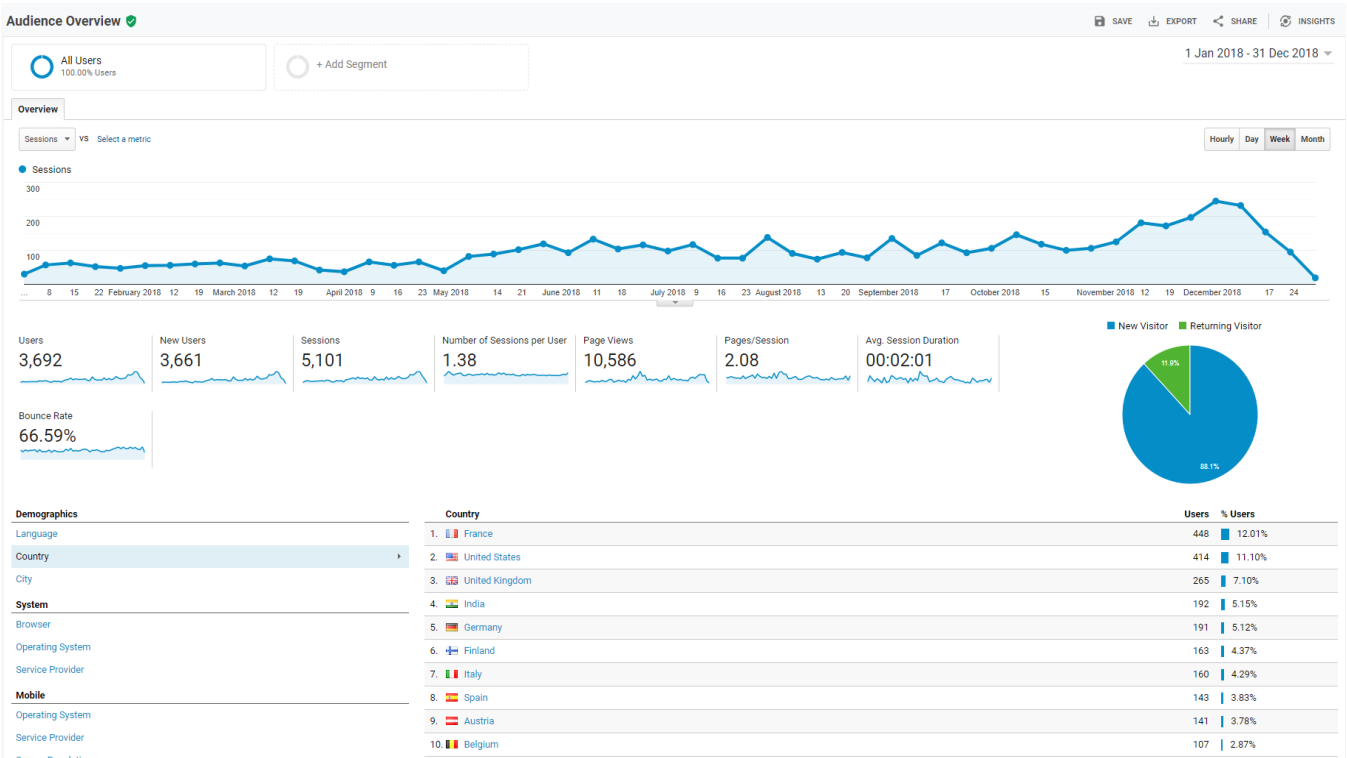 Audience Overview
SAVE EXPORT SHARE INSIGHTS
All Users
100.00% Users
+ Add Segment
1 Jan 2018 - 31 Dec 2018
Overview
Sessions VS Select a metric
Hourly Day Week Month
Sessions
300
200
100
... 8 15 22 February 2018 12 19 March 2018 12 19 April 2018 9 16 23 May 2018 14 21 June 2018 11 18 July 2018 9 16 23 August 2018 13 20 September 2018 17 October 2018 15 November 2018 12 19 December 2018 17 24
New Visitor Returning Visitor
Users
3,692
New Users
3,661
Sessions
5,101
Number of Sessions per User
1.38
Page Views
10,586
Pages/Session
2.08
Avg. Session Duration
00:02:01
Bounce Rate
66.59%
11.9%
88.1%
Demographics
Language
Country
City
System
Browser
Operating System
Service Provider
Mobile
Operating System
Service Provider
Country Users % Users
1. France 448 12.01%
2. United States 414 11.10%
3. United Kingdom 265 7.10%
4. India 192 5.15%
5. Germany 191 5.12%
6. Finland 163 4.37%
7. Italy 160 4.29%
8. Spain 143 3.83%
9. Austria 141 3.78%
10. Belgium 107 2.87%